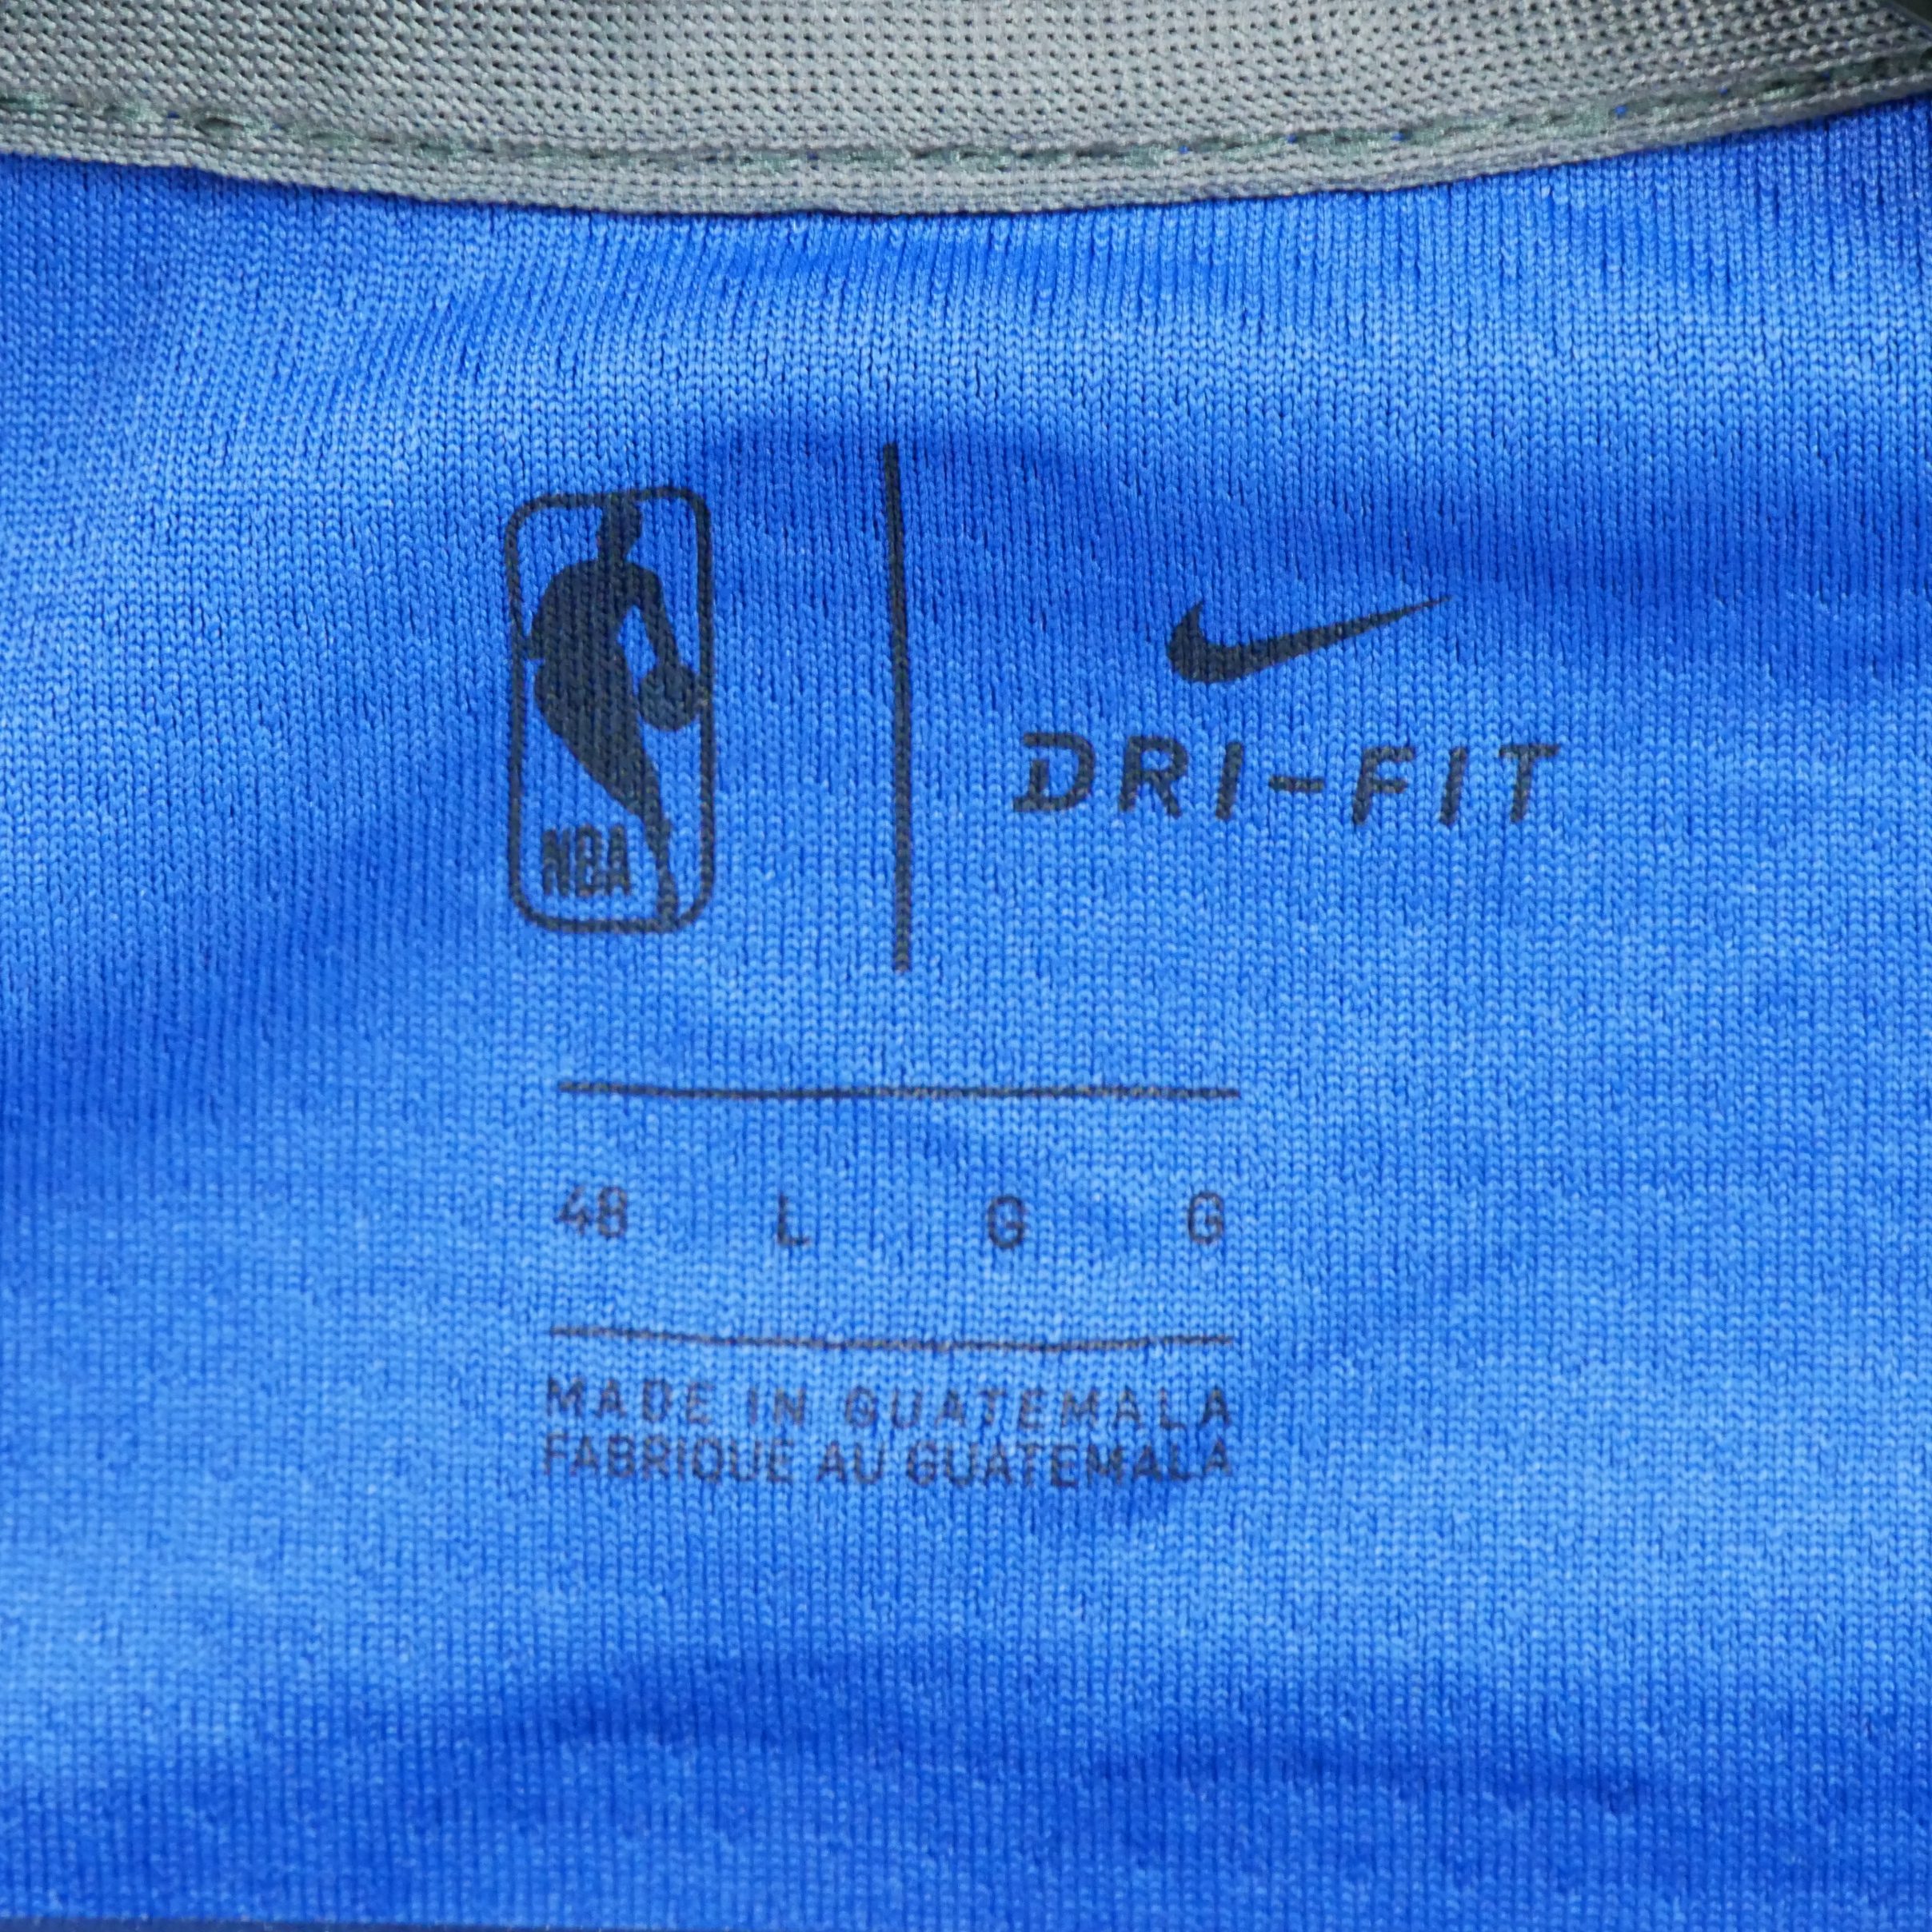 NBA
DRI-FIT
48 L G G
MADE IN GUATEMALA
FABRIQUE AU GUATEMALA